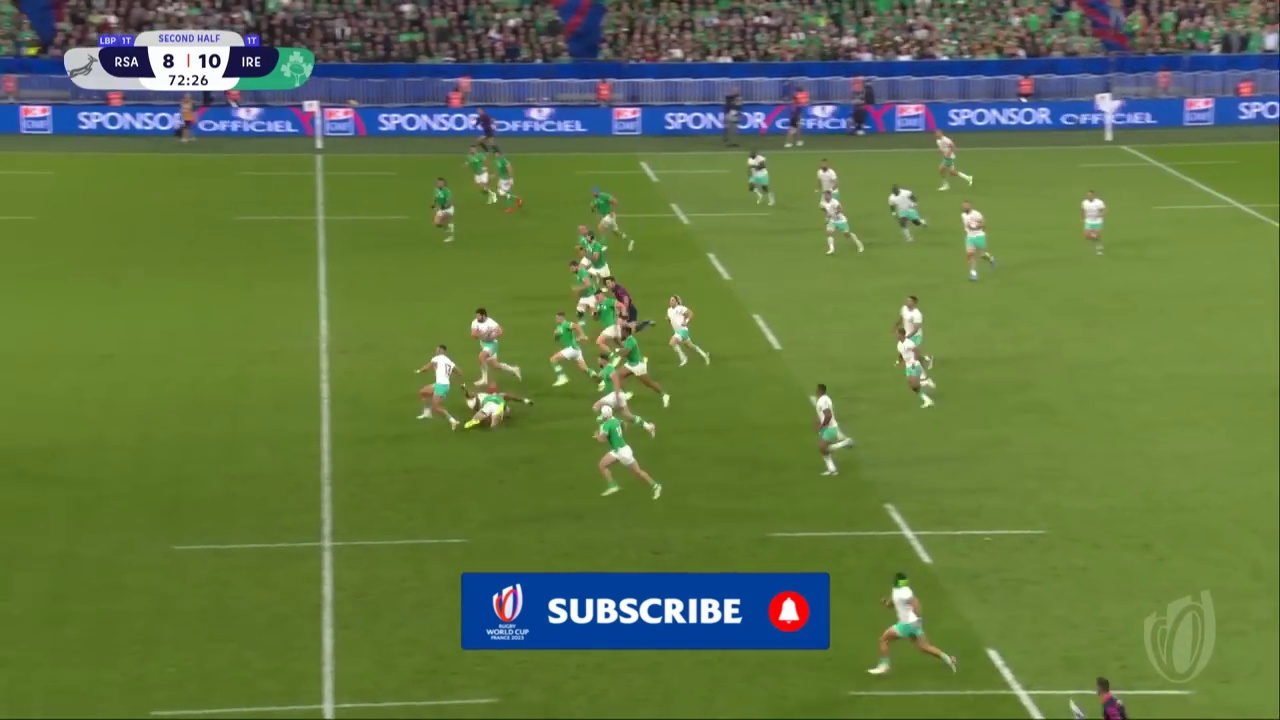 LBP 1T SECOND HALF 1T
RSA 8 | 10 IRE
72:26
SPONSOR OFFICIEL SPONSOR OFFICIEL SPONSOR OFFICIEL SPONSOR OFFICIEL SPO
SUBSCRIBE
RUGBY
WORLD CUP
FRANCE 2023